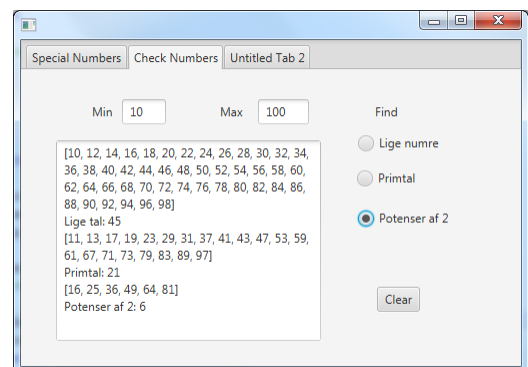 Special Numbers Check Numbers Untitled Tab 2
Min 10 Max 100 Find
[10, 12, 14, 16, 18, 20, 22, 24, 26, 28, 30, 32, 34,
36, 38, 40, 42, 44, 46, 48, 50, 52, 54, 56, 58, 60,
62, 64, 66, 68, 70, 72, 74, 76, 78, 80, 82, 84, 86,
88, 90, 92, 94, 96, 98]
Lige tal: 45
[11, 13, 17, 19, 23, 29, 31, 37, 41, 43, 47, 53, 59,
61, 67, 71, 73, 79, 83, 89, 97]
Primtal: 21
[16, 25, 36, 49, 64, 81]
Potenser af 2: 6
Lige numre
Primtal
Potenser af 2
Clear